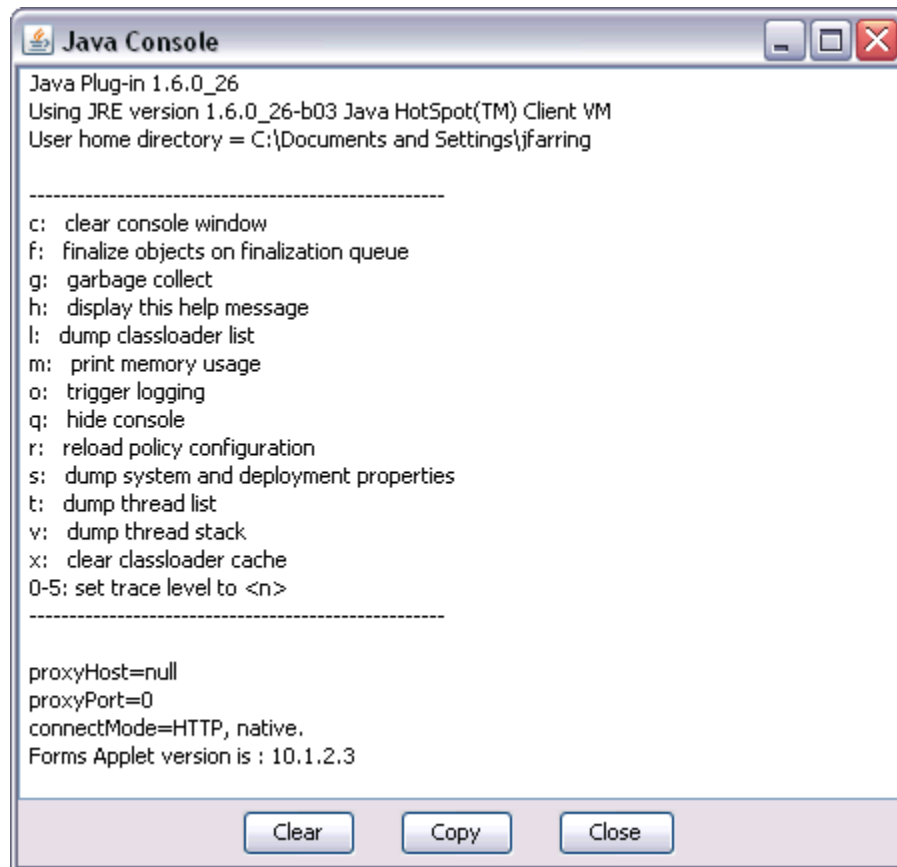 Java Console
Java Plug-in 1.6.0_26
Using JRE version 1.6.0_26-b03 Java HotSpot(TM) Client VM
User home directory = C:\Documents and Settings\jfarring
----------------------------------------------------
c:   clear console window
f:   finalize objects on finalization queue
g:   garbage collect
h:   display this help message
l:   dump classloader list
m:   print memory usage
o:   trigger logging
q:   hide console
r:   reload policy configuration
s:   dump system and deployment properties
t:   dump thread list
v:   dump thread stack
x:   clear classloader cache
0-5: set trace level to <n>
----------------------------------------------------
proxyHost=null
proxyPort=0
connectMode=HTTP, native.
Forms Applet version is : 10.1.2.3
Clear Copy Close